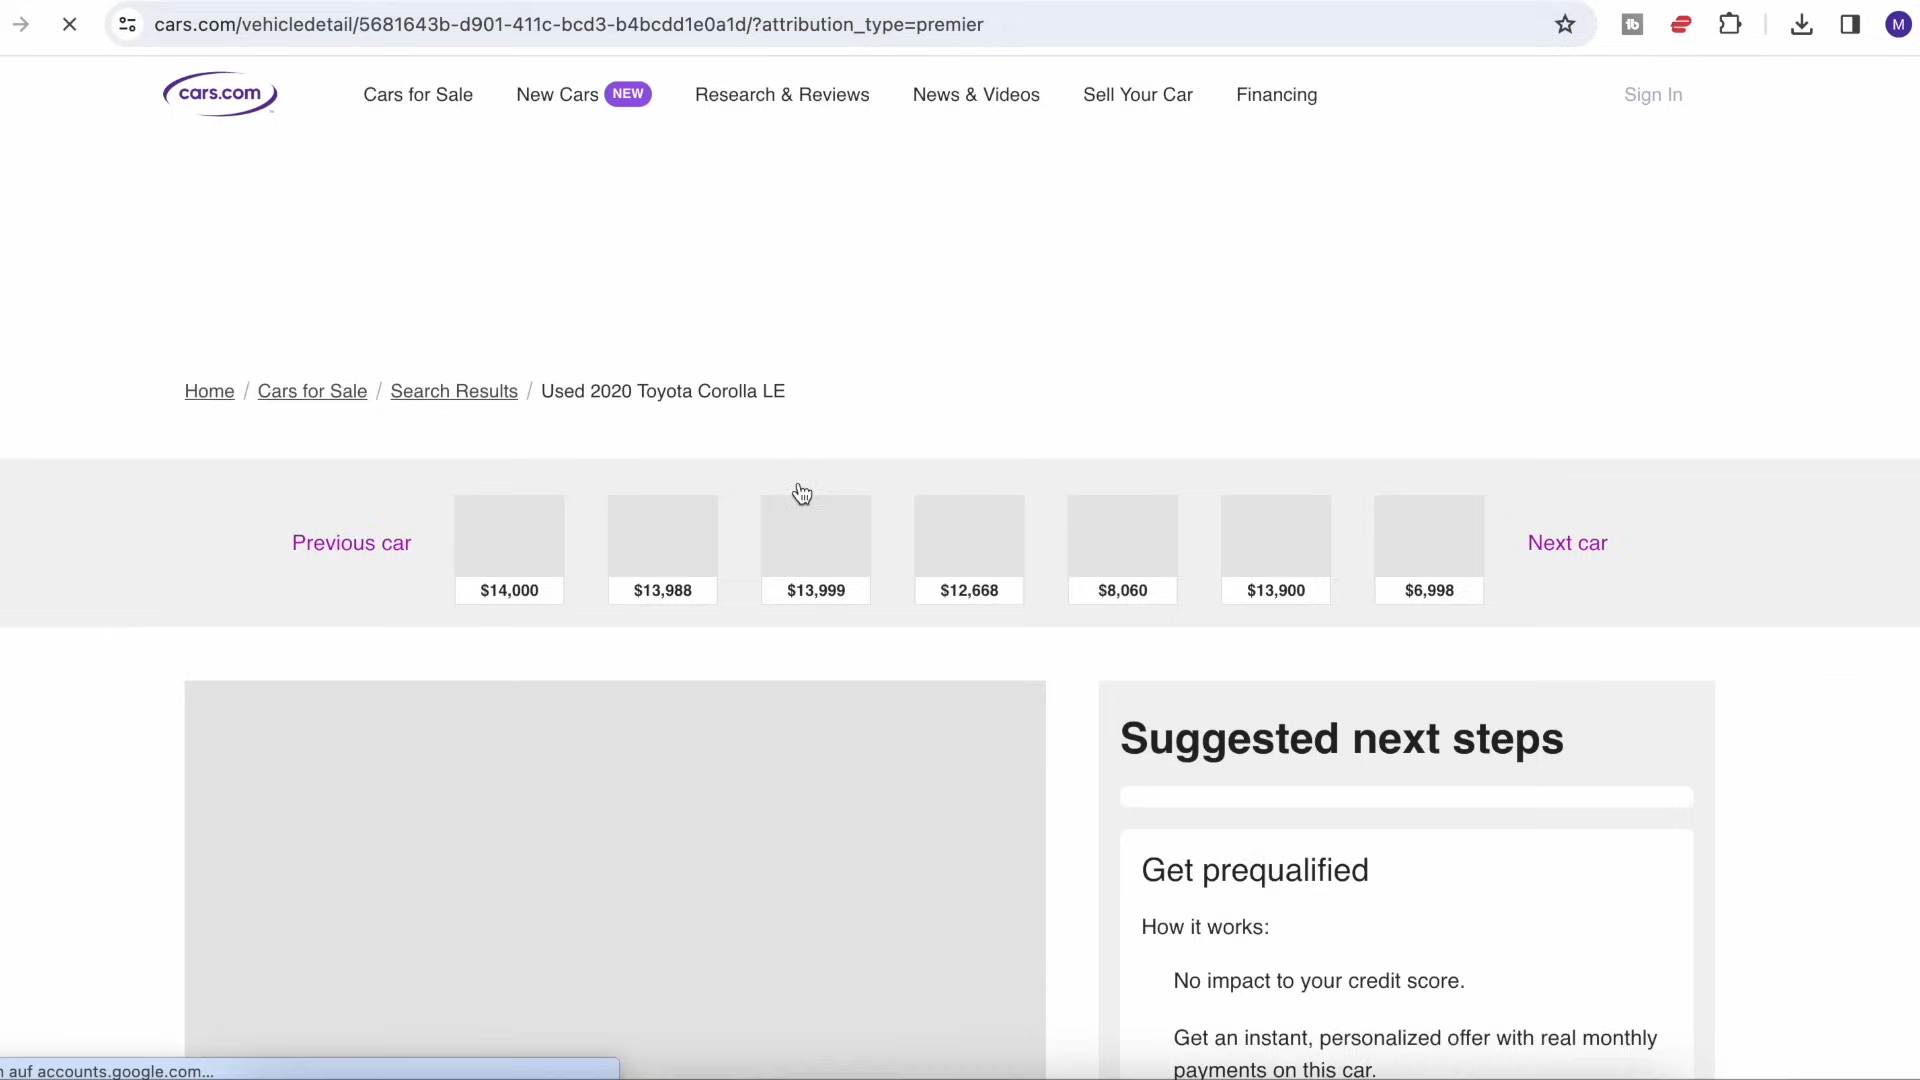 cars.com/vehicledetail/5681643b-d901-411c-bcd3-b4bcdd1e0a1d/?attribution_type=premier
tb
M
cars.com
Cars for Sale
New Cars NEW
Research & Reviews
News & Videos
Sell Your Car
Financing
Sign In
Home / Cars for Sale / Search Results / Used 2020 Toyota Corolla LE
Previous car
$14,000
$13,988
$13,999
$12,668
$8,060
$13,900
$6,998
Next car
Suggested next steps
Get prequalified
How it works:
No impact to your credit score.
Get an instant, personalized offer with real monthly
payments on this car.
auf accounts.google.com...